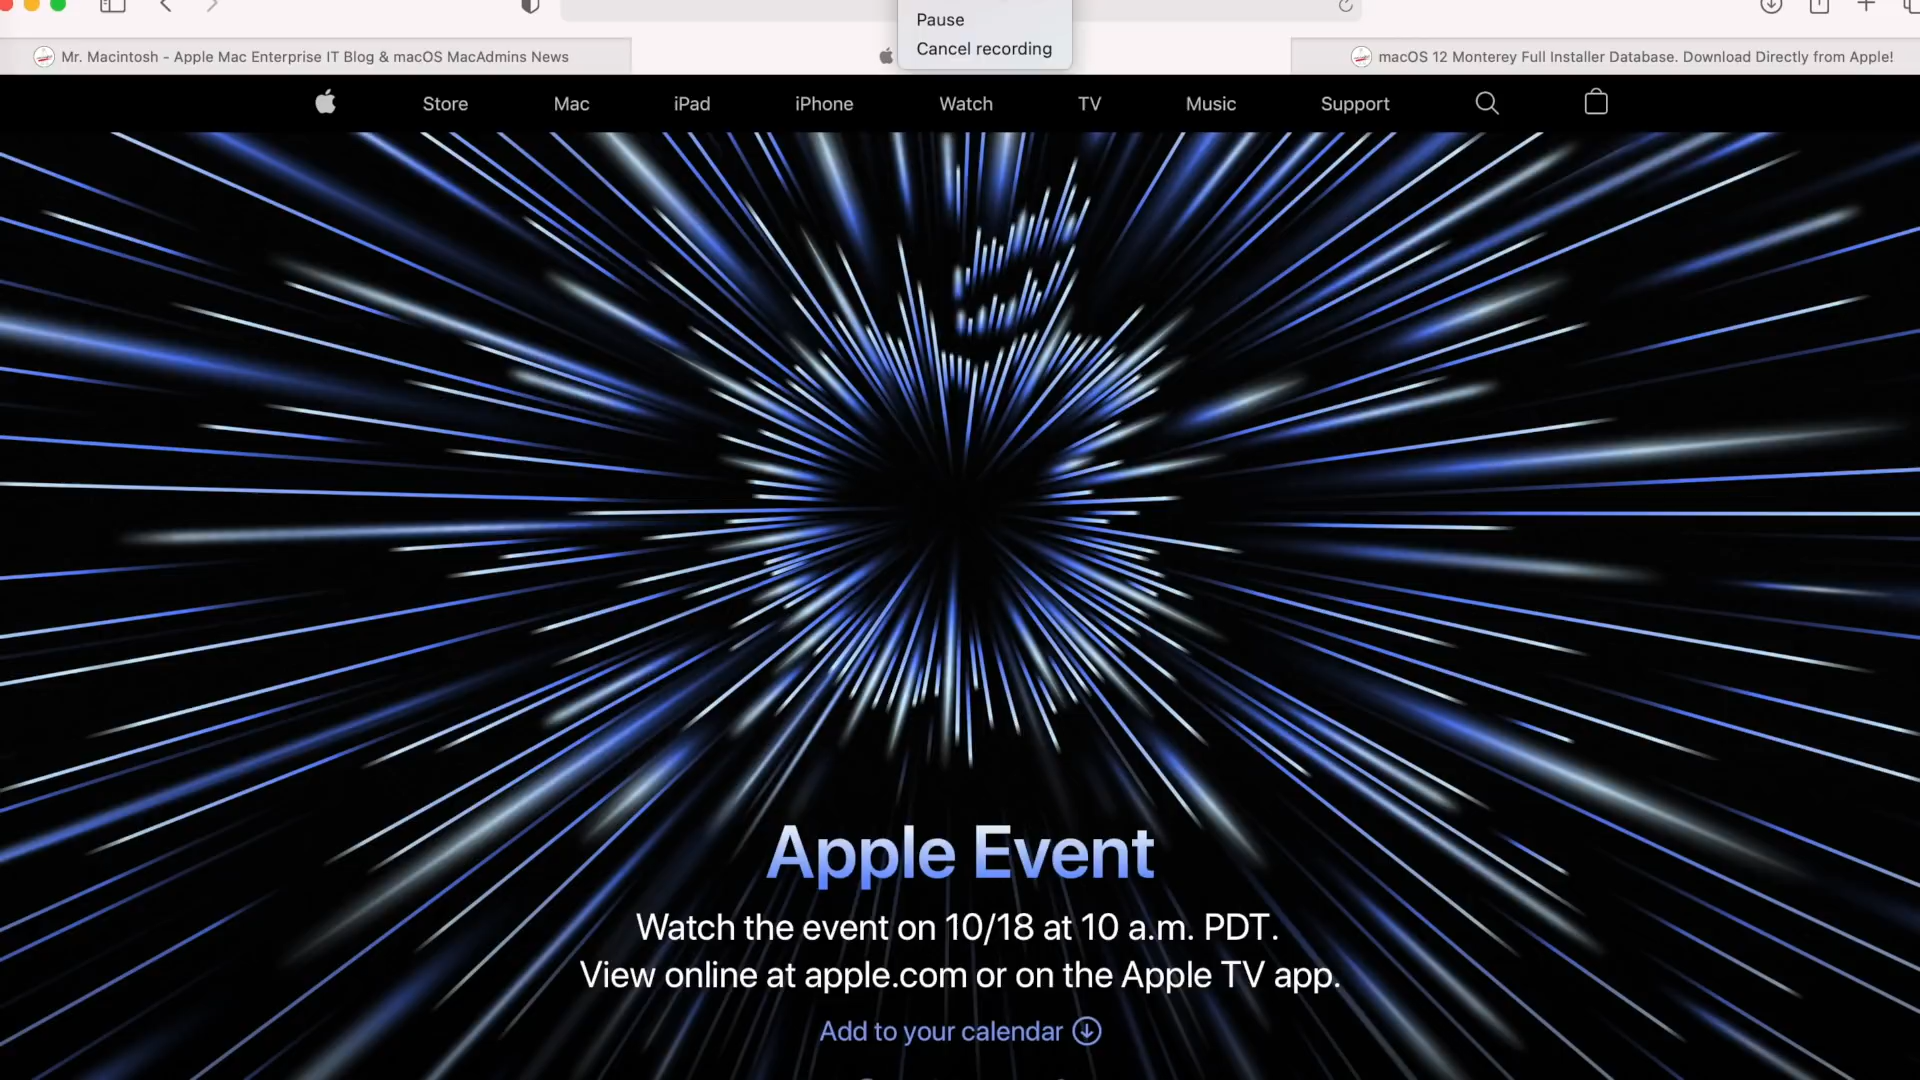 Pause
Cancel recording
Mr. Macintosh - Apple Mac Enterprise IT Blog & macOS MacAdmins News
macOS 12 Monterey Full Installer Database. Download Directly from Apple!
Store Mac iPad iPhone Watch TV Music Support
Apple Event
Watch the event on 10/18 at 10 a.m. PDT.
View online at apple.com or on the Apple TV app.
Add to your calendar